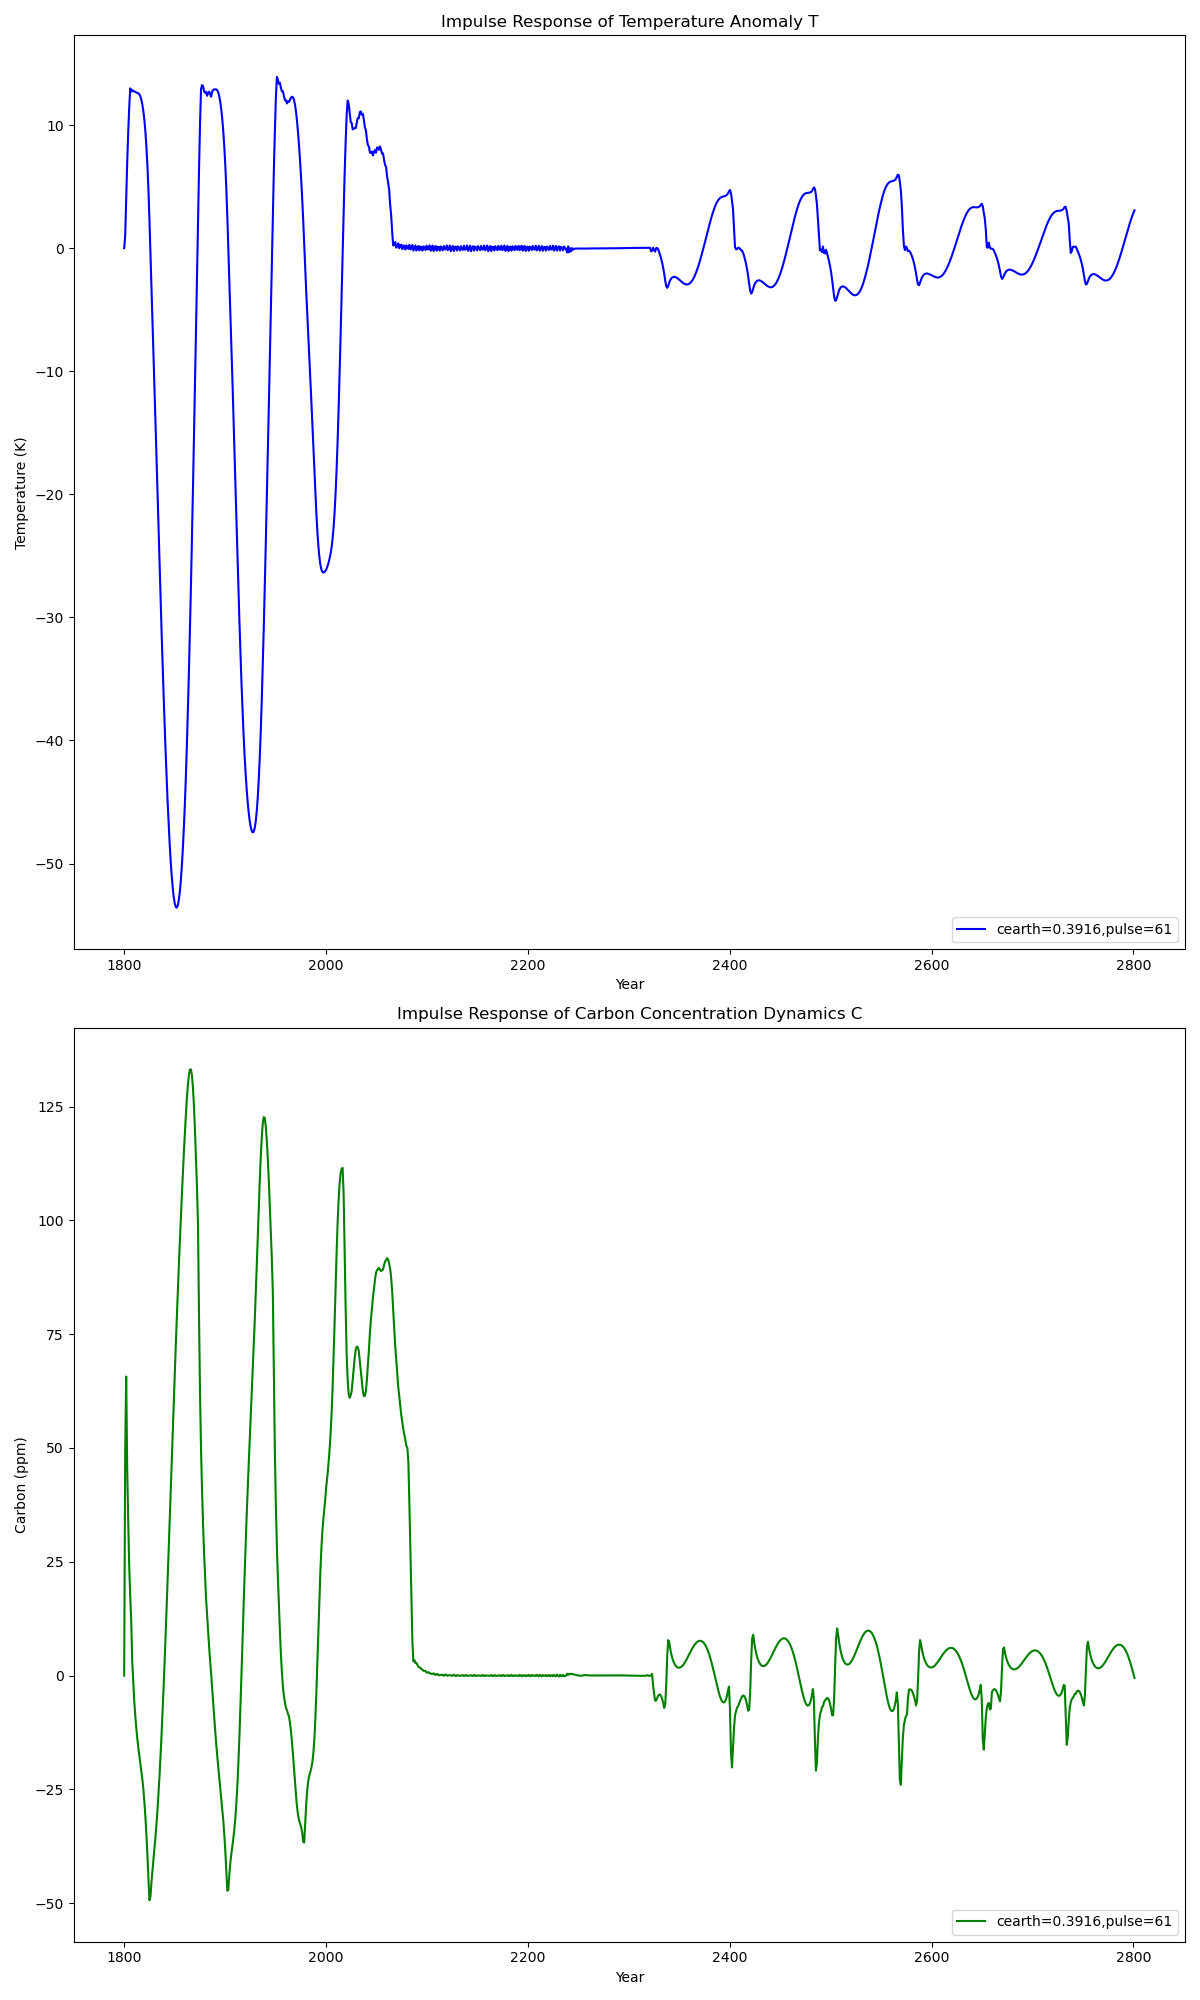 Impulse Response of Temperature Anomaly T
10
0
−10
−20
−30
−40
−50
Temperature (K)
1800 2000 2200 2400 2600 2800
Year
cearth=0.3916,pulse=61
Impulse Response of Carbon Concentration Dynamics C
125
100
75
50
25
0
−25
−50
Carbon (ppm)
1800 2000 2200 2400 2600 2800
Year
cearth=0.3916,pulse=61